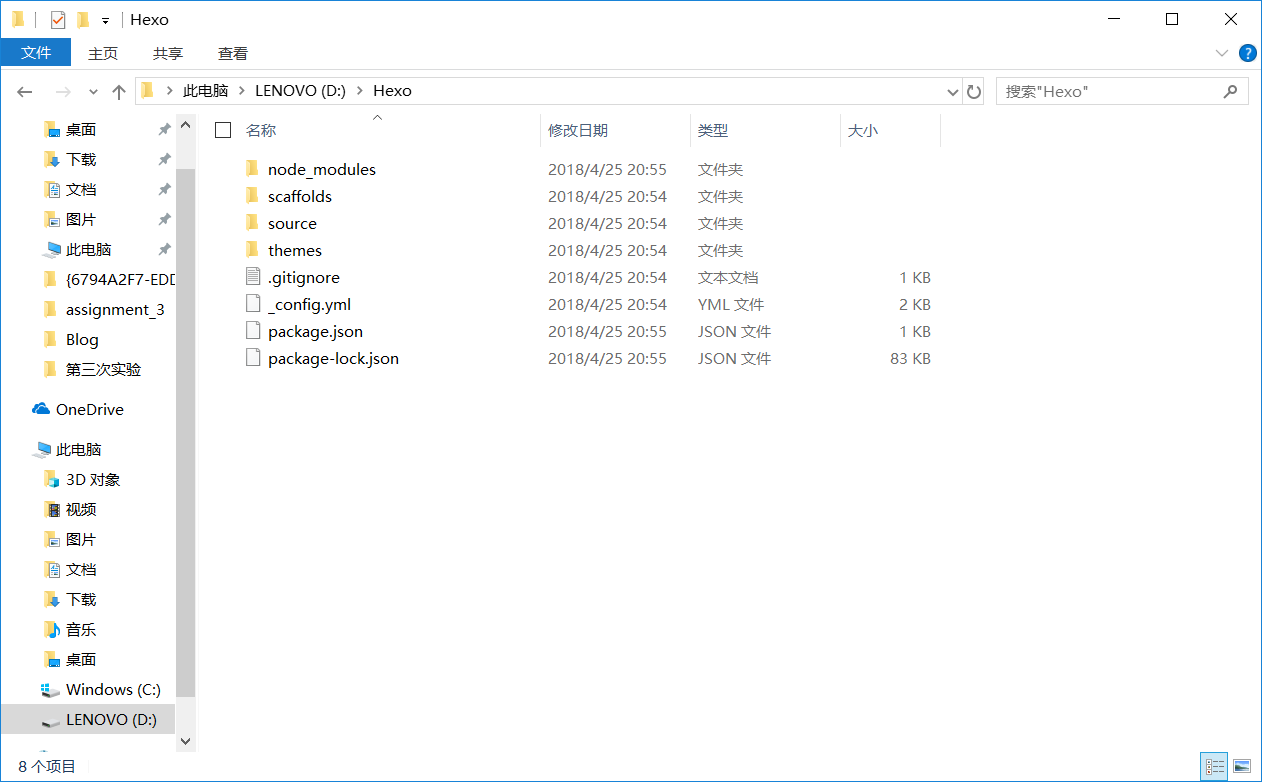 Hexo
文件 主页 共享 查看
此电脑 LENOVO (D:) Hexo 搜索"Hexo"
桌面
下载
文档
图片
此电脑
{6794A2F7-EDD
assignment_3
Blog
第三次实验
OneDrive
此电脑
3D 对象
视频
图片
文档
下载
音乐
桌面
Windows (C:)
LENOVO (D:)
名称 修改日期 类型 大小
node_modules 2018/4/25 20:55 文件夹
scaffolds 2018/4/25 20:54 文件夹
source 2018/4/25 20:54 文件夹
themes 2018/4/25 20:54 文件夹
.gitignore 2018/4/25 20:54 文本文档 1 KB
_config.yml 2018/4/25 20:54 YML 文件 2 KB
package.json 2018/4/25 20:55 JSON 文件 1 KB
package-lock.json 2018/4/25 20:55 JSON 文件 83 KB
8 个项目